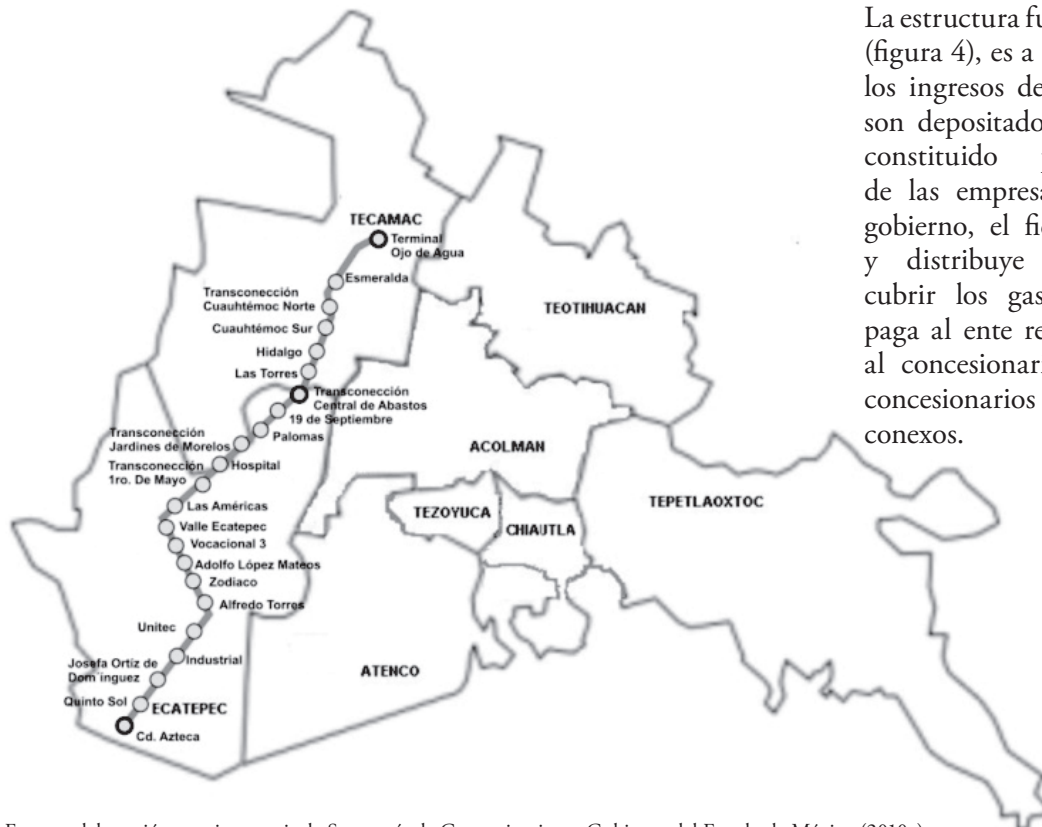 La estructura
(figura 4), es a
los ingresos de
son depositado
constituido
de las empresa
gobierno, el
y distribuye
cubrir los gas
paga al ente
al concesionar
concesionarios
conexos.
TECAMAC
Terminal
Ojo de Agua
Esmeralda
Transconección
Cuauhtémoc Norte
Cuauhtémoc Sur
Hidalgo
Las Torres
Transconección
Central de Abastos
19 de Septiembre
Palomas
Transconección
Jardines de Morelos
Hospital
Transconección
1ro. De Mayo
Las Américas
Valle Ecatepec
Vocacional 3
Adolfo López Mateos
Zodiaco
Alfredo Torres
Unitec
Industrial
Josefa Ortiz de
Dom´inguez
Quinto Sol
ECATEPEC
Cd. Azteca
TEOTIHUACAN
ACOLMAN
TEZOYUCA
CHIAUTLA
TEPETLAOXTOC
ATENCO